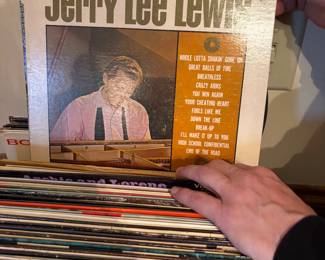 Jerry Lee Lewis
WHOLE LOTTA SHAKIN' GOIN' ON
GREAT BALLS OF FIRE
BREATHLESS
CRAZY ARMS
YOU WIN AGAIN
YOUR CHEATING HEART
FOOLS LIKE ME
DOWN THE LINE
BREAK-UP
I'LL MAKE IT UP TO YOU
HIGH SCHOOL CONFIDENTIAL
END OF THE ROAD